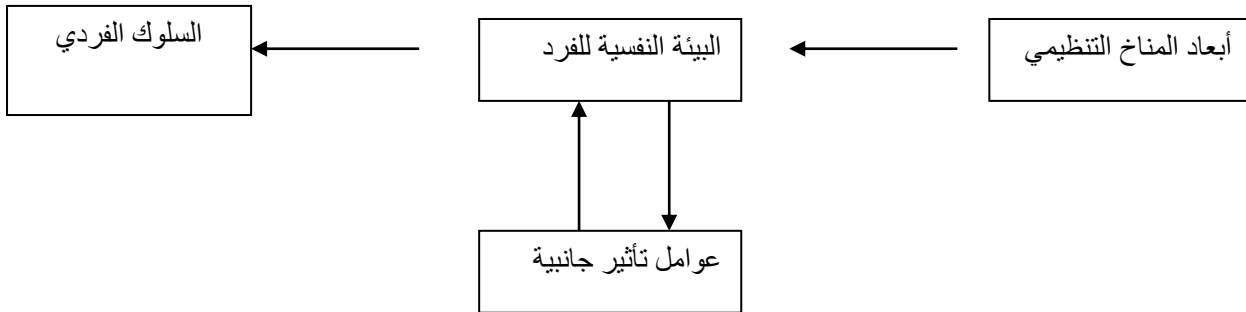 أبعاد المناخ التنظيمي
البيئة النفسية للفرد
السلوك الفردي
عوامل تأثير جانبية